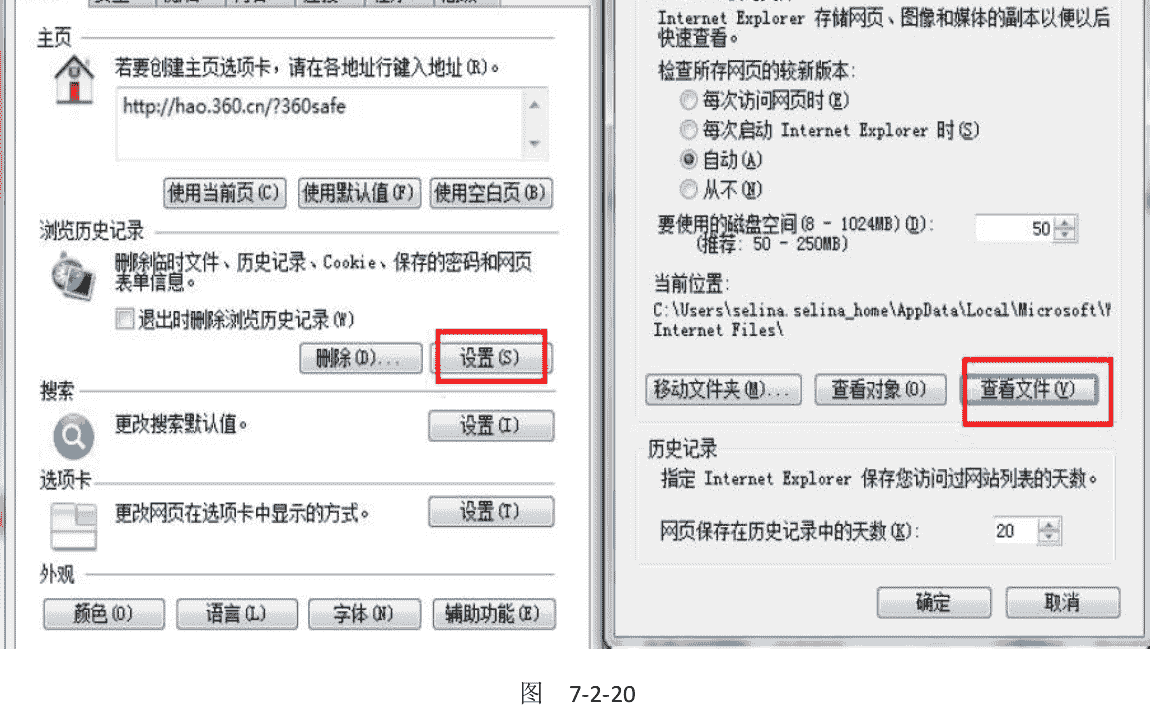 主页
若要创建主页选项卡，请在各地址行键入地址(R)。
http://hao.360.cn/?360safe
使用当前页(C)
使用默认值(F)
使用空白页(B)
浏览历史记录
删除临时文件、历史记录、Cookie、保存的密码和网页
表单信息。
退出时删除浏览历史记录(W)
删除(D)...
设置(S)
搜索
更改搜索默认值。
设置(I)
选项卡
更改网页在选项卡中显示的方式。
设置(T)
外观
颜色(O)
语言(L)
字体(N)
辅助功能(E)
Internet Explorer 存储网页、图像和媒体的副本以便以后
快速查看。
检查所存网页的较新版本：
每次访问网页时(E)
每次启动 Internet Explorer 时(S)
自动(A)
从不(N)
要使用的磁盘空间(8 - 1024MB)(D)：
50
(推荐: 50 - 250MB)
当前位置：
C:\Users\selina.selina_home\AppData\Local\Microsoft\
Internet Files\
移动文件夹(M)...
查看对象(O)
查看文件(V)
历史记录
指定 Internet Explorer 保存您访问过网站列表的天数。
网页保存在历史记录中的天数(K)：
20
确定
取消
图 7-2-20